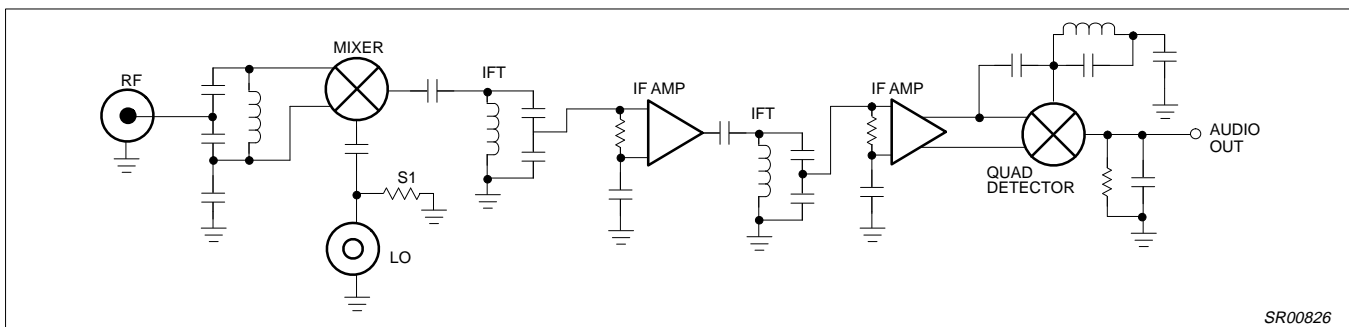 MIXER
RF
IFT
IF AMP
IFT
IF AMP
S1
LO
QUAD
DETECTOR
AUDIO
OUT
SR00826